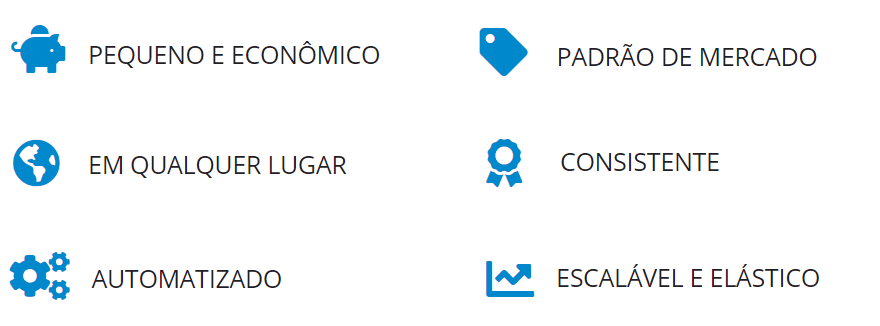 PEQUENO E ECONÔMICO
PADRÃO DE MERCADO
EM QUALQUER LUGAR
CONSISTENTE
AUTOMATIZADO
ESCALÁVEL E ELÁSTICO